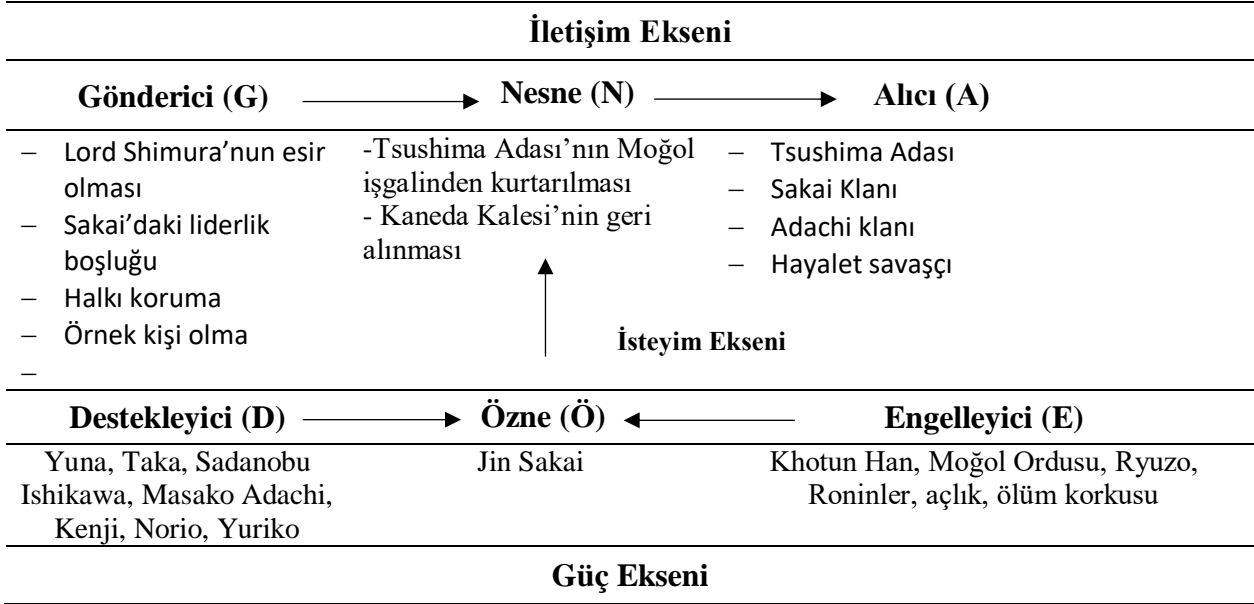 İletişim Ekseni
Gönderici (G)
Nesne (N)
Alıcı (A)
– Lord Shimura’nun esir
olması
– Sakai’daki liderlik
boşluğu
– Halkı koruma
– Örnek kişi olma
–
-Tsushima Adası’nın Moğol
işgalinden kurtarılması
- Kaneda Kalesi’nin geri
alınması
– Tsushima Adası
– Sakai Klanı
– Adachi klanı
– Hayalet savaşçı
İsteyim Ekseni
Destekleyici (D)
Özne (Ö)
Engelleyici (E)
Yuna, Taka, Sadanobu
Ishikawa, Masako Adachi,
Kenji, Norio, Yuriko
Jin Sakai
Khotun Han, Moğol Ordusu, Ryuzo,
Roninler, açlık, ölüm korkusu
Güç Ekseni